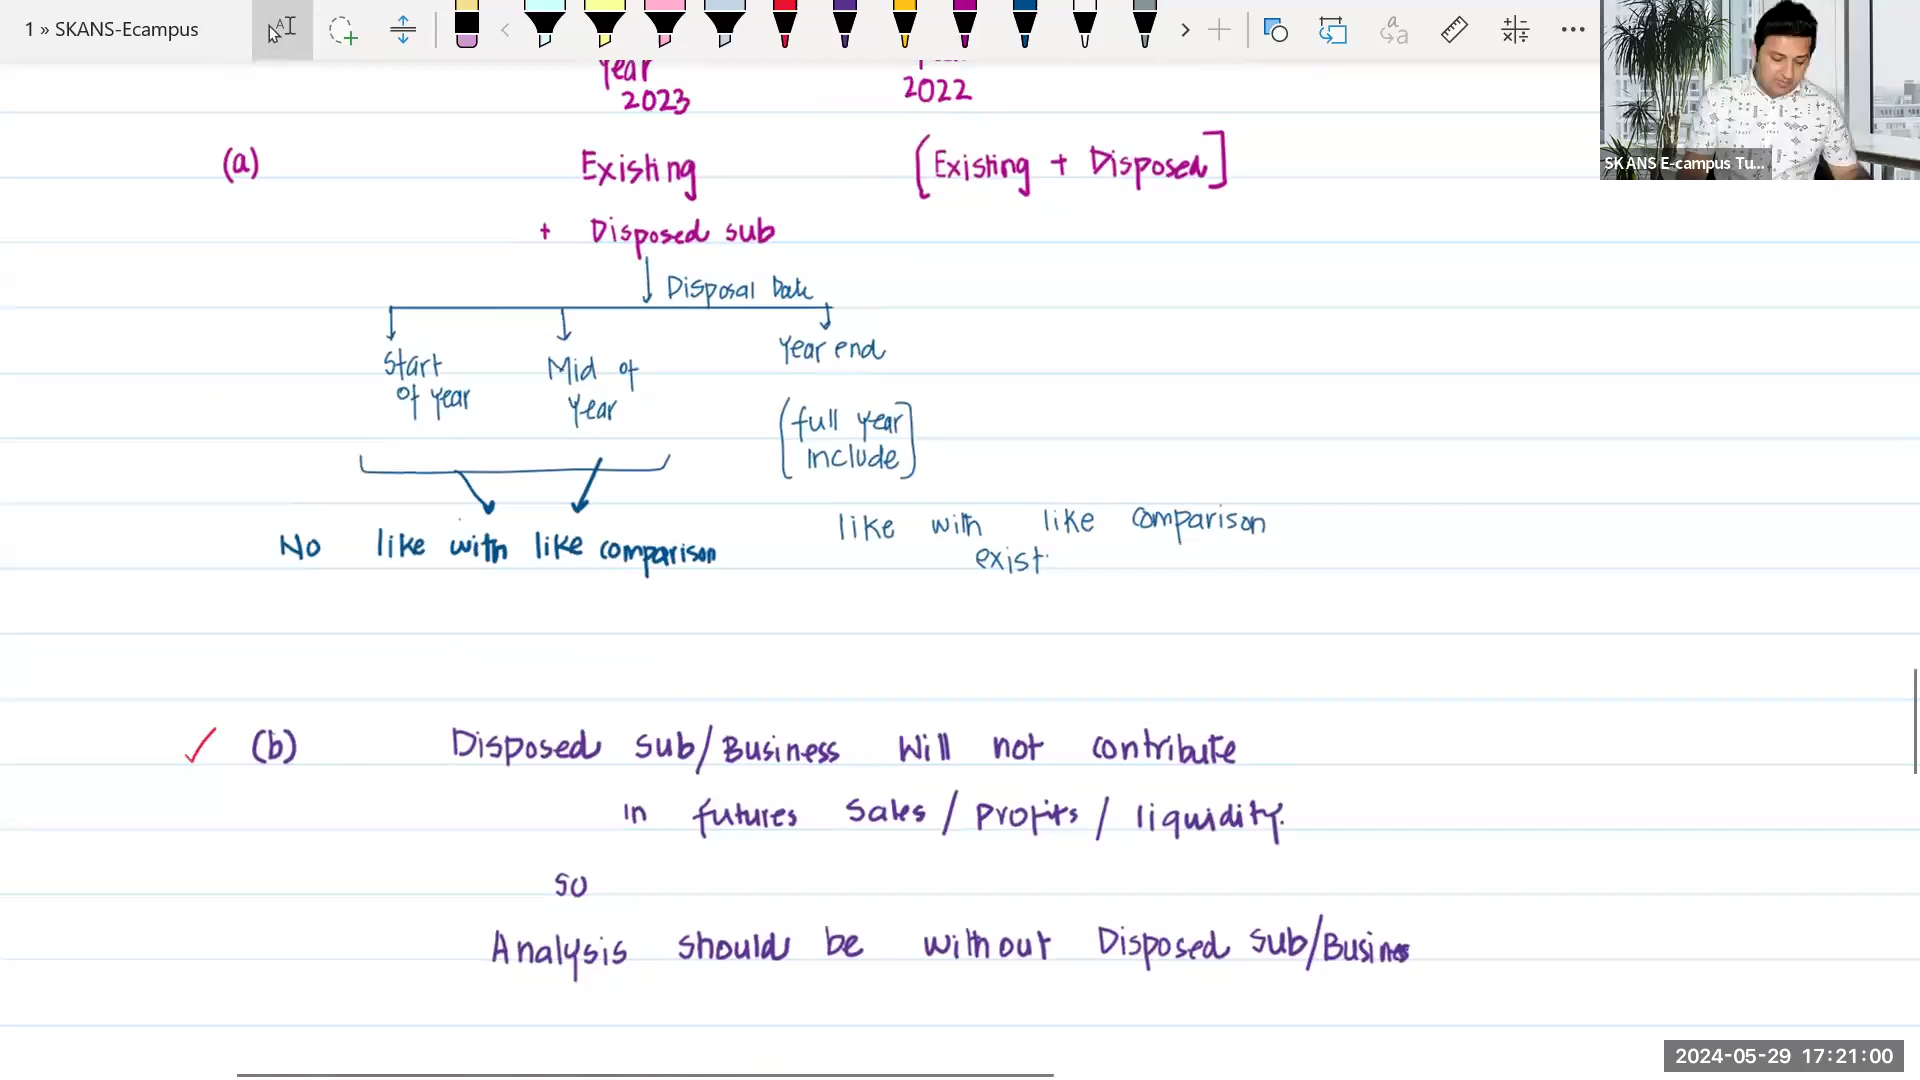 1 » SKANS-Ecampus
Year
2023
2022
(a) Existing [Existing + Disposed]
+ Disposed sub
Disposal Date
Start of year
Mid of year
Year end
[full year include]
No like with like comparison
like with like comparison exist.
✓ (b) Disposed sub/Business will not contribute
in futures sales / profits / liquidity.
so
Analysis should be without Disposed sub/Business
SKANS E-campus Tu...
2024-05-29 17:21:00